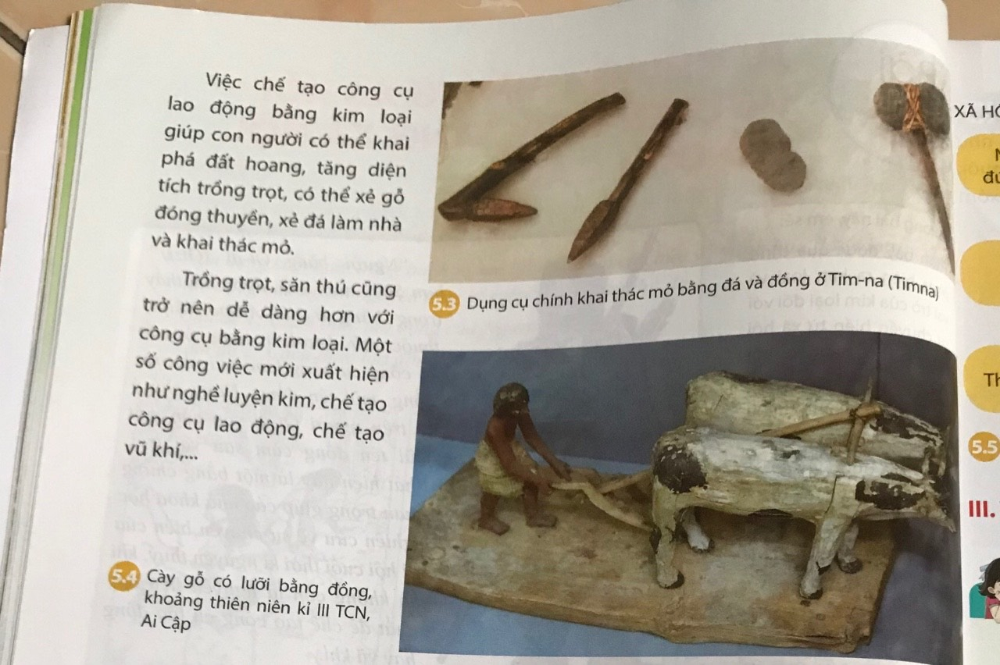 Việc chế tạo công cụ
lao động bằng kim loại
giúp con người có thể khai
phá đất hoang, tăng diện
tích trồng trọt, có thể xẻ gỗ
đóng thuyền, xẻ đá làm nhà
và khai thác mỏ.
Trồng trọt, săn thú cũng
trở nên dễ dàng hơn với
công cụ bằng kim loại. Một
số công việc mới xuất hiện
như nghề luyện kim, chế tạo
công cụ lao động, chế tạo
vũ khí,...
5.3 Dụng cụ chính khai thác mỏ bằng đá và đồng ở Tim-na (Timna)
5.4 Cày gỗ có lưỡi bằng đồng,
khoảng thiên niên kỉ III TCN,
Ai Cập
XÃ
5.5
III.